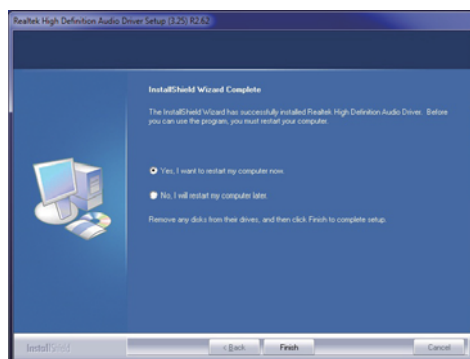 Realtek High Definition Audio Driver Setup (3.25) R2.62
InstallShield Wizard Complete
The InstallShield Wizard has successfully installed Realtek High Definition Audio Driver. Before
you can use the program, you must restart your computer.
Yes, I want to restart my computer now.
No, I will restart my computer later.
Remove any disks from their drives, and then click Finish to complete setup.
InstallShield
< Back
Finish
Cancel